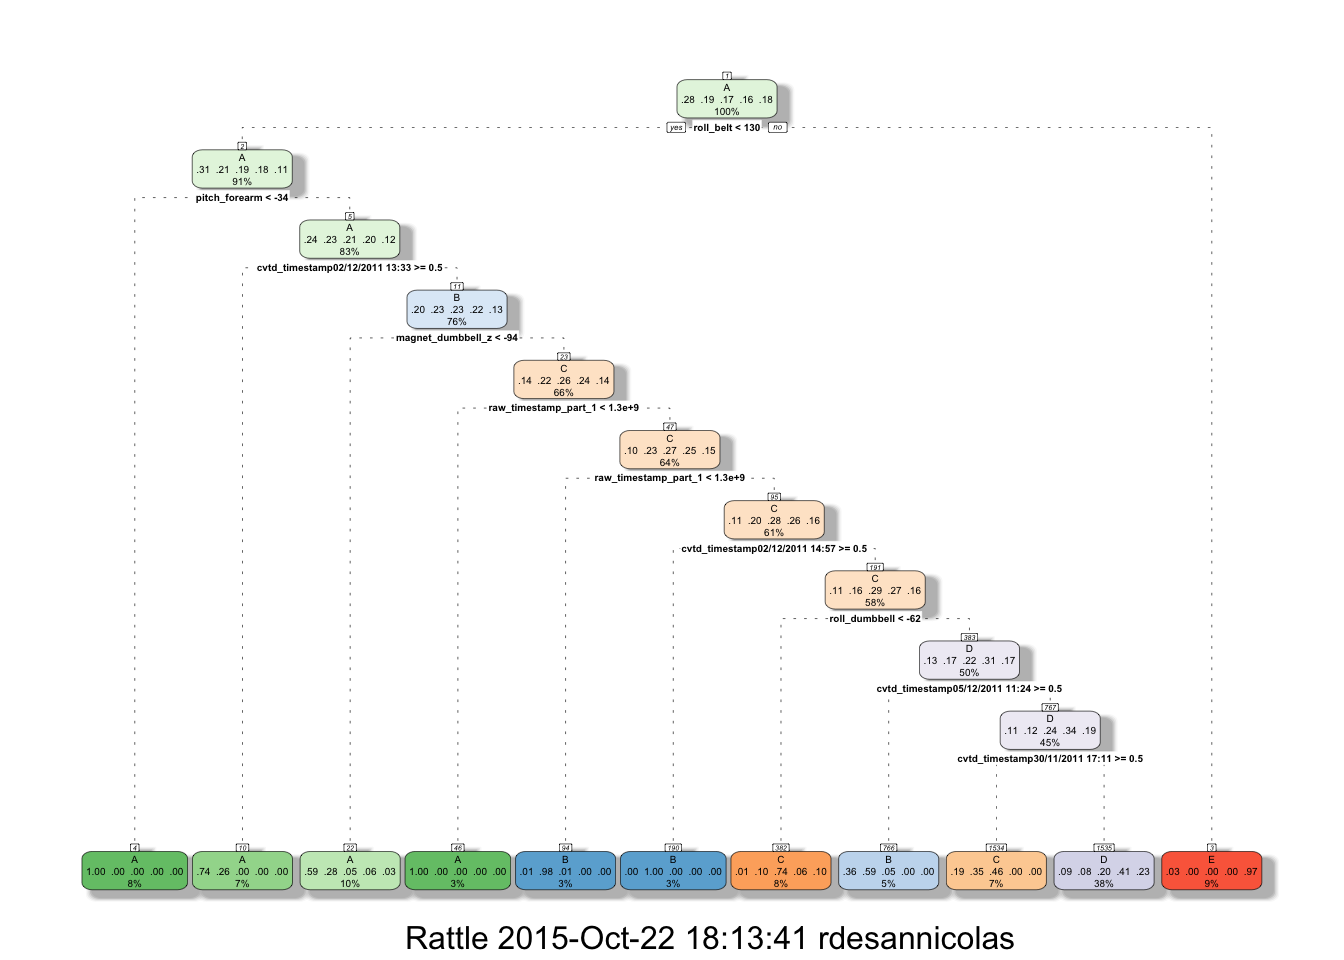 1
A
.28 .19 .17 .16 .18
100%
yes roll_belt < 130 no
2
A
.31 .21 .19 .18 .11
91%
pitch_forearm < -34
5
A
.24 .23 .21 .20 .12
83%
cvtd_timestamp02/12/2011 13:33 >= 0.5
11
B
.20 .23 .23 .22 .13
76%
magnet_dumbbell_z < -94
23
C
.14 .22 .26 .24 .14
66%
raw_timestamp_part_1 < 1.3e+9
47
C
.10 .23 .27 .25 .15
64%
raw_timestamp_part_1 < 1.3e+9
95
C
.11 .20 .28 .26 .16
61%
cvtd_timestamp02/12/2011 14:57 >= 0.5
191
C
.11 .16 .29 .27 .16
58%
roll_dumbbell < -62
383
D
.13 .17 .22 .31 .17
50%
cvtd_timestamp05/12/2011 11:24 >= 0.5
767
D
.11 .12 .24 .34 .19
45%
cvtd_timestamp30/11/2011 17:11 >= 0.5
4
A
1.00 .00 .00 .00 .00
8%
10
A
.74 .26 .00 .00 .00
7%
22
A
.59 .28 .05 .06 .03
10%
46
A
1.00 .00 .00 .00 .00
3%
94
B
.01 .98 .01 .00 .00
3%
190
B
.00 1.00 .00 .00 .00
3%
382
C
.01 .10 .74 .06 .10
8%
766
B
.36 .59 .05 .00 .00
5%
1534
C
.19 .35 .46 .00 .00
7%
1535
D
.09 .08 .20 .41 .23
38%
3
E
.03 .00 .00 .00 .97
9%
Rattle 2015-Oct-22 18:13:41 rdesannicolas